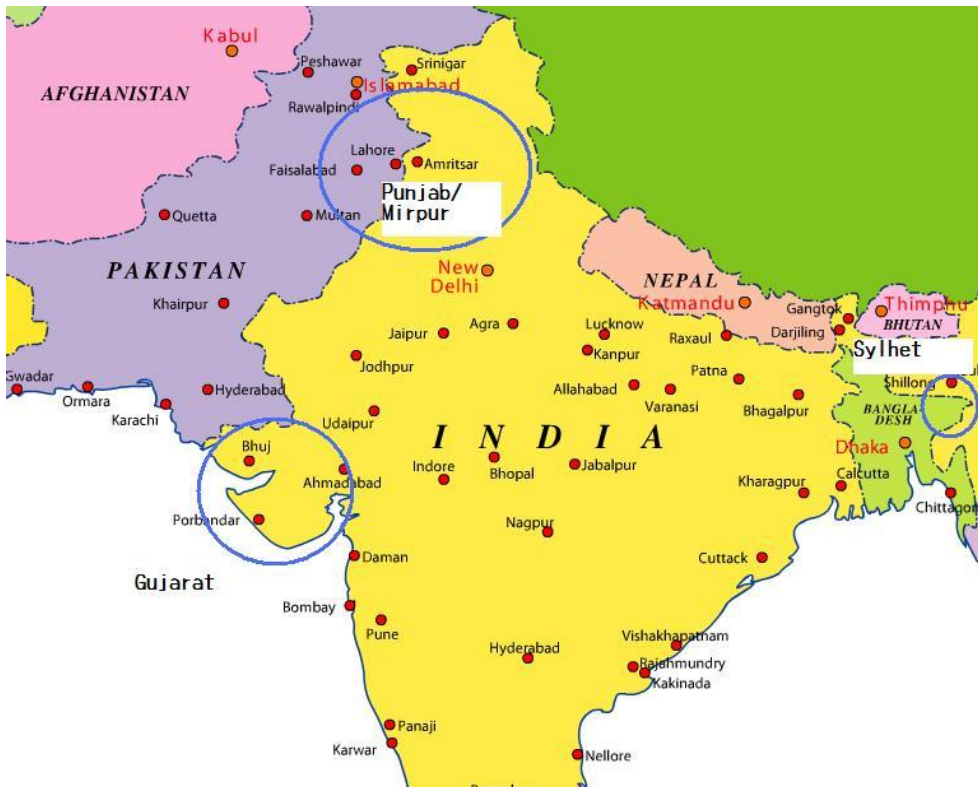 Kabul
Peshawar
Srinigar
Islamabad
AFGHANISTAN
Rawalpindi
Lahore
Amritsar
Faisalabad
Punjab/
Mirpur
Quetta
Multan
PAKISTAN
New
Delhi
NEPAL
Khairpur
Katmandu
Gangtok
Thimphu
BHUTAN
Jaipur
Agra
Lucknow
Raxaul
Darjiling
Kanpur
Sylhet
Jodhpur
Gwadar
Ormara
Hyderabad
Allahabad
Patna
Shillong
Karachi
Varanasi
Bhagalpur
BANGLA-
DESH
Udaipur
INDIA
Bhuj
Dhaka
Ahmadabad
Indore
Bhopal
Jabalpur
Kharagpur
Calcutta
Chittagon
Porbandar
Nagpur
Daman
Cuttack
Gujarat
Bombay
Pune
Vishakhapatnam
Hyderabad
Rajahmundry
Kakinada
Panaji
Karwar
Nellore